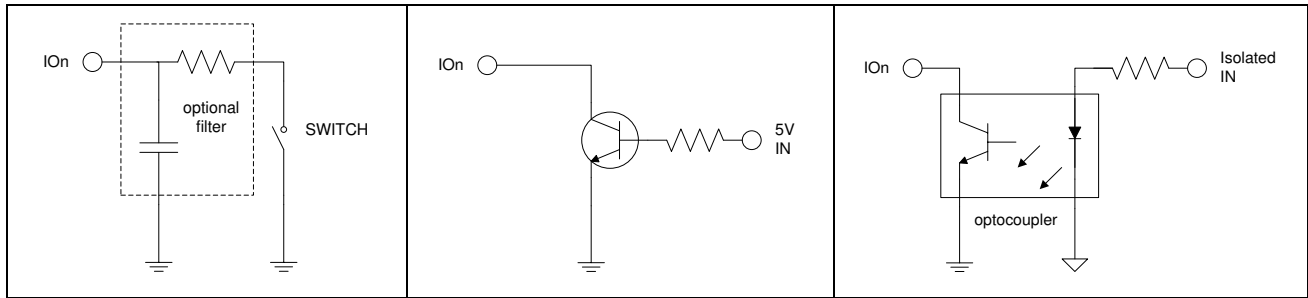 IOn
optional
filter
SWITCH
IOn
5V
IN
IOn
Isolated
IN
optocoupler